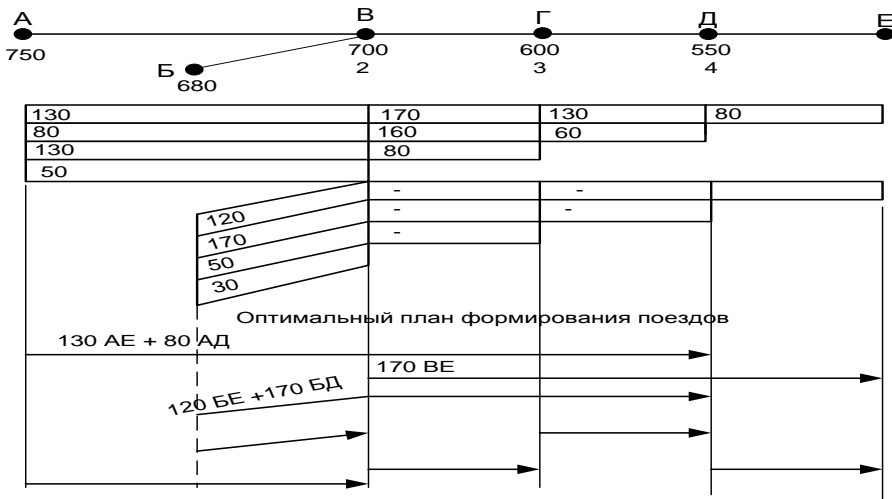 А В Г Д Е
750 700 600 550
2 3 4
Б
680
130 170 130 80
80 160 60
130 80
50
- -
120 - -
170 -
50
30
Оптимальный план формирования поездов
130 АЕ + 80 АД
170 ВЕ
120 БЕ +170 БД